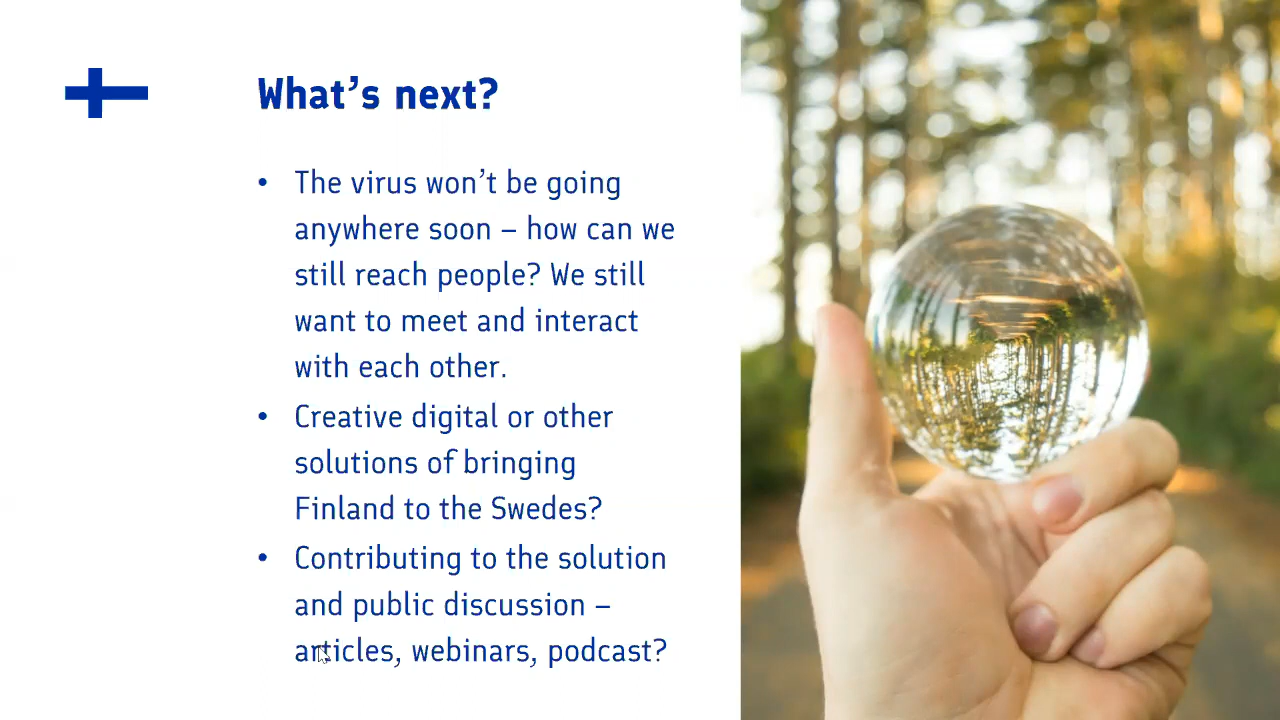 What’s next?
• The virus won’t be going
anywhere soon – how can we
still reach people? We still
want to meet and interact
with each other.
• Creative digital or other
solutions of bringing
Finland to the Swedes?
• Contributing to the solution
and public discussion –
articles, webinars, podcast?